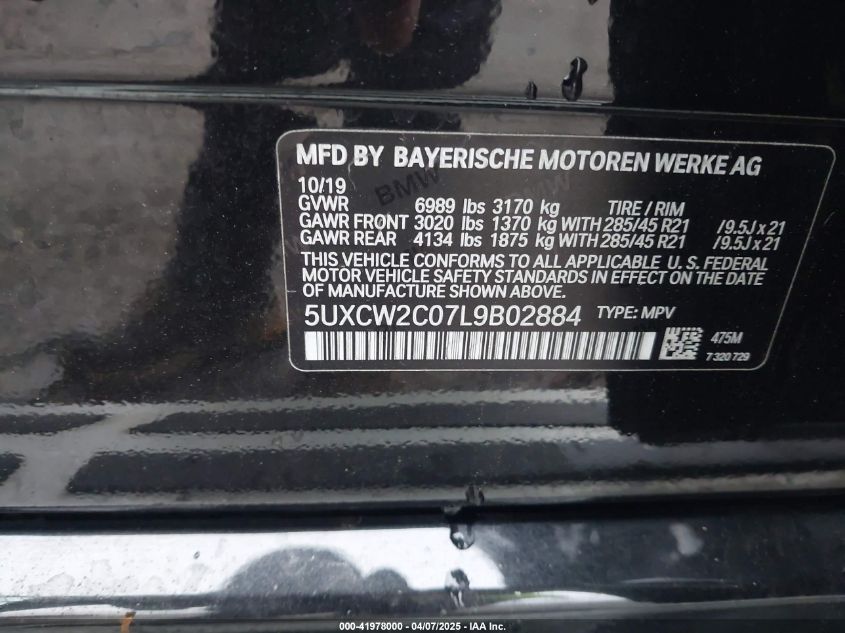 MFD BY BAYERISCHE MOTOREN WERKE AG
10/19
GVWR 6989 lbs 3170 kg TIRE / RIM
GAWR FRONT 3020 lbs 1370 kg WITH 285/45 R21 /9.5J x 21
GAWR REAR 4134 lbs 1875 kg WITH 285/45 R21 /9.5J x 21
THIS VEHICLE CONFORMS TO ALL APPLICABLE U. S. FEDERAL
MOTOR VEHICLE SAFETY STANDARDS IN EFFECT ON THE DATE
OF MANUFACTURE SHOWN ABOVE.
5UXCW2C07L9B02884 TYPE: MPV
475M
7 320 729
BMW
000-41978000 - 04/07/2025 - IAA Inc.